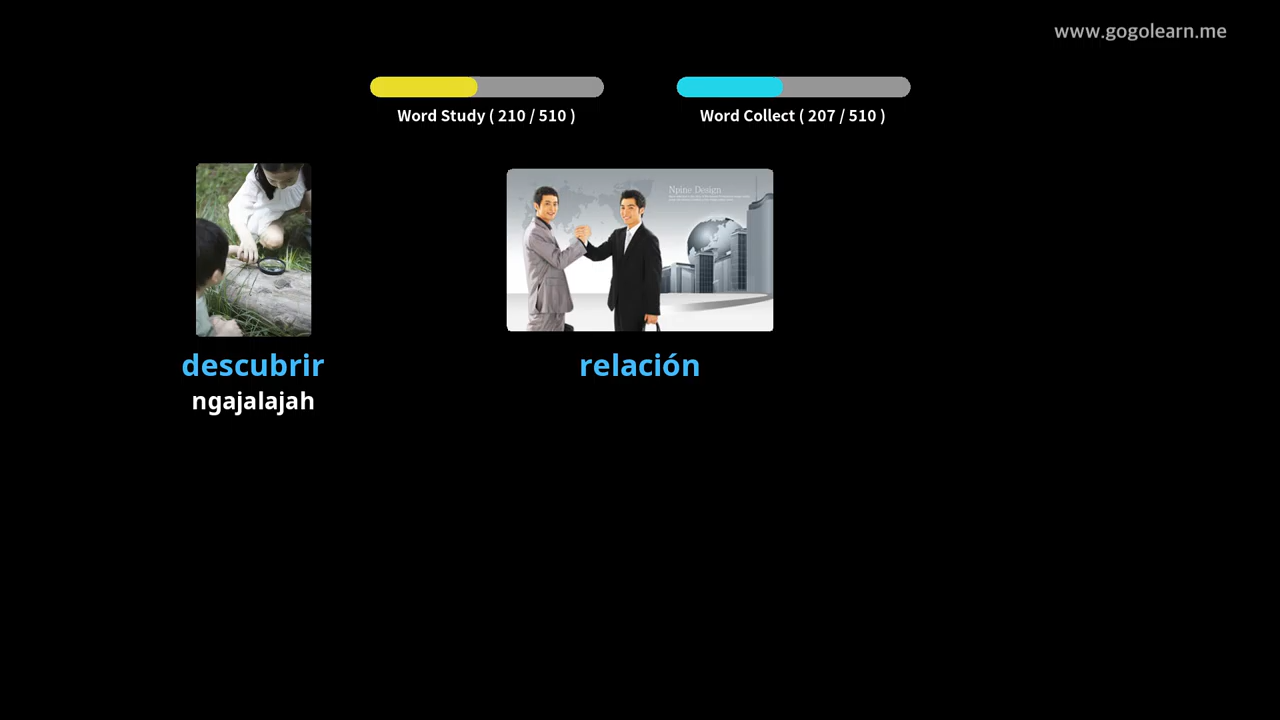 www.gogolearn.me
Word Study ( 210 / 510 )
Word Collect ( 207 / 510 )
Npine Design
descubrir
relación
ngajalajah